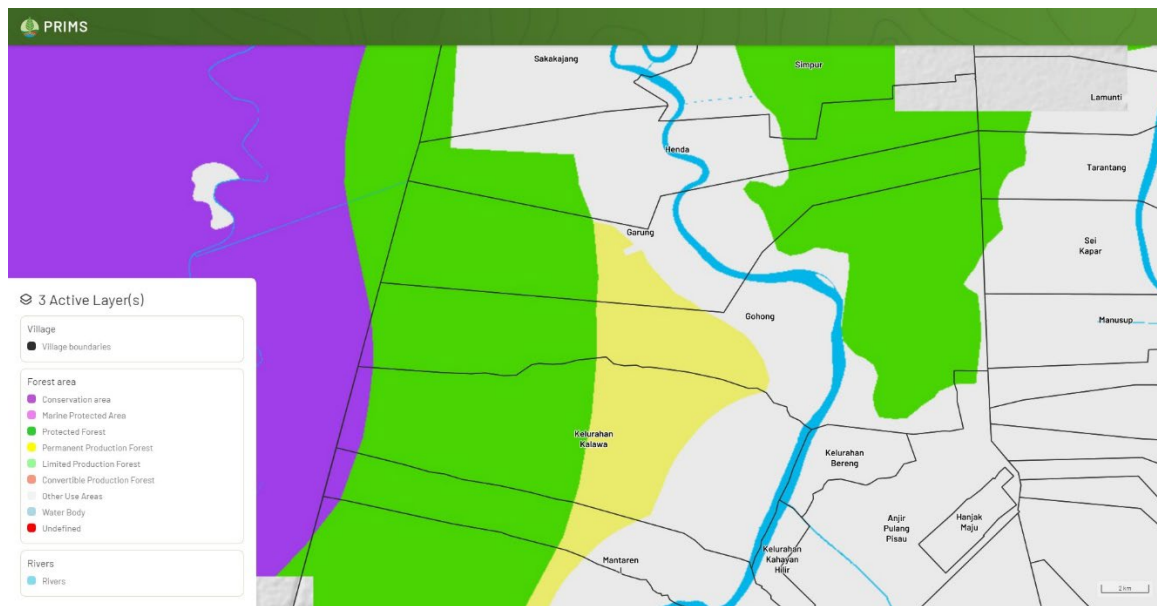 PRIMS
Sakakajang
Simpur
Lamunti
Henda
Tarantang
Garung
Sei
Kapar
3 Active Layer(s)
Village
Village boundaries
Gohong
Manusup
Forest area
Conservation area
Marine Protected Area
Protected Forest
Permanent Production Forest
Limited Production Forest
Convertible Production Forest
Other Use Areas
Water Body
Undefined
Kelurahan
Kalawa
Kelurahan
Bereng
Anjir
Pulang
Pisau
Hanjak
Maju
Kelurahan
Kahayan
Hilir
Mantaren
I
Rivers
Rivers
2 km